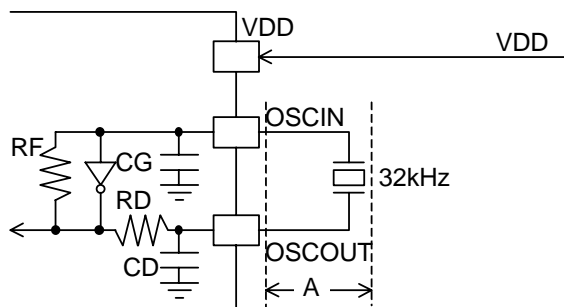 VDD
VDD
OSCIN
RF
CG
32kHz
RD
OSCOUT
CD
A